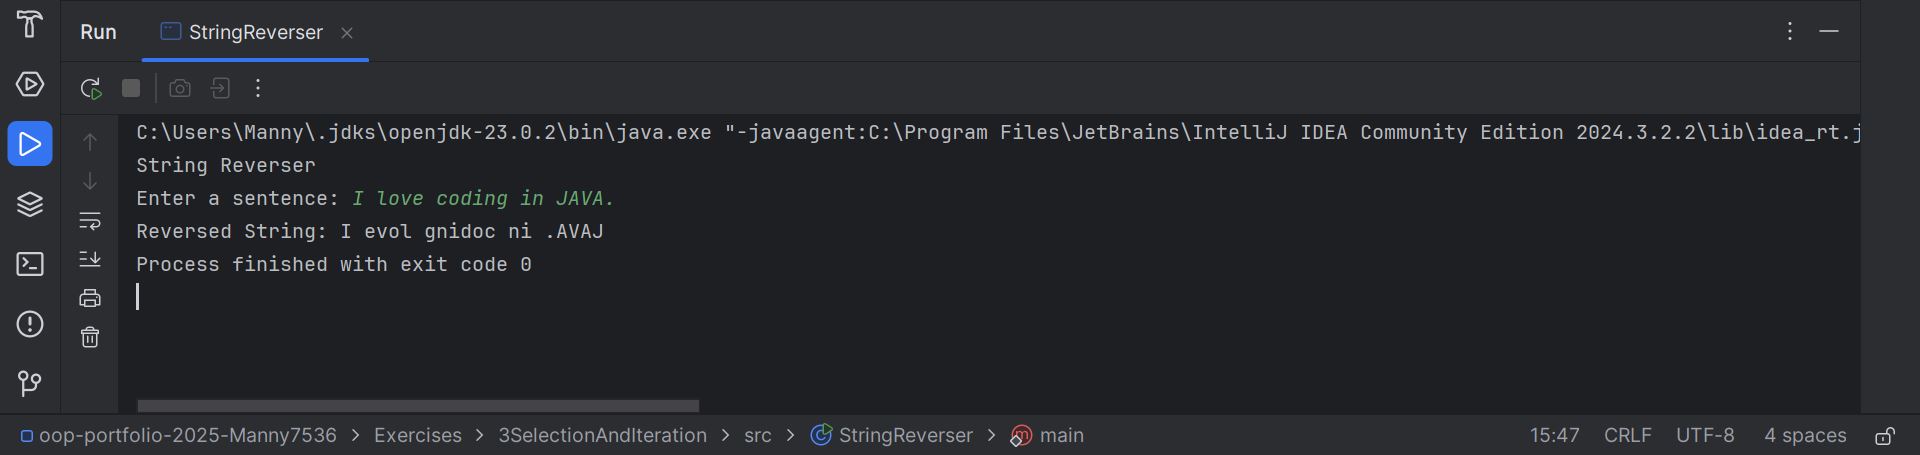 Run StringReverser
C:\Users\Manny\.jdks\openjdk-23.0.2\bin\java.exe "-javaagent:C:\Program Files\JetBrains\IntelliJ IDEA Community Edition 2024.3.2.2\lib\idea_rt.j
String Reverser
Enter a sentence: I love coding in JAVA.
Reversed String: I evol gnidoc ni .AVAJ
Process finished with exit code 0
oop-portfolio-2025-Manny7536 > Exercises > 3SelectionAndIteration > src > StringReverser > main 15:47 CRLF UTF-8 4 spaces